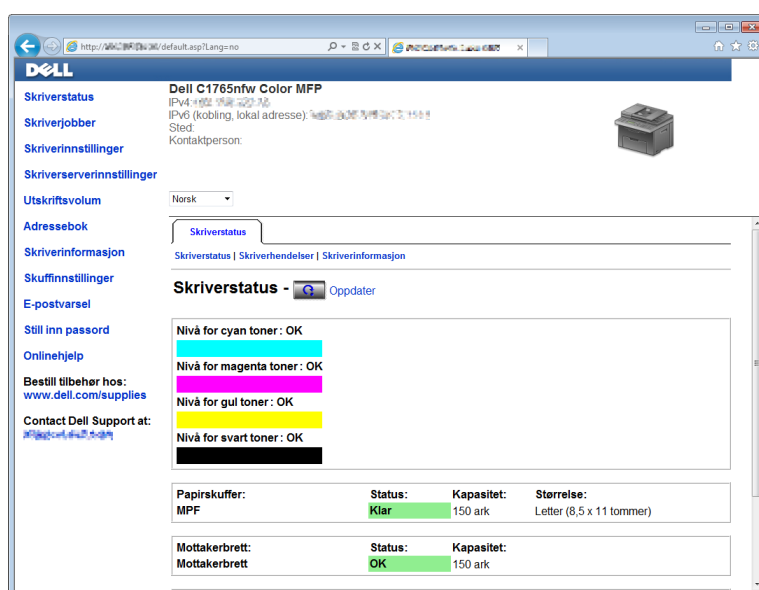 http://
/default.asp?Lang=no
DELL
Skriverstatus
Skriverjobber
Skriverinnstillinger
Skriverserverinnstillinger
Utskriftsvolum
Adressebok
Skriverinformasjon
Skuffinnstillinger
E-postvarsel
Still inn passord
Onlinehjelp
Bestill tilbehør hos:
www.dell.com/supplies
Contact Dell Support at:
Dell C1765nfw Color MFP
IPv4:
IPv6 (kobling, lokal adresse):
Sted:
Kontaktperson:
Norsk
Skriverstatus
Skriverstatus | Skriverhendelser | Skriverinformasjon
Skriverstatus - Oppdater
Nivå for cyan toner: OK
Nivå for magenta toner: OK
Nivå for gul toner: OK
Nivå for svart toner: OK
Papirskuffer: Status: Kapasitet: Størrelse:
MPF Klar 150 ark Letter (8,5 x 11 tommer)
Mottakerbrett: Status: Kapasitet:
Mottakerbrett OK 150 ark